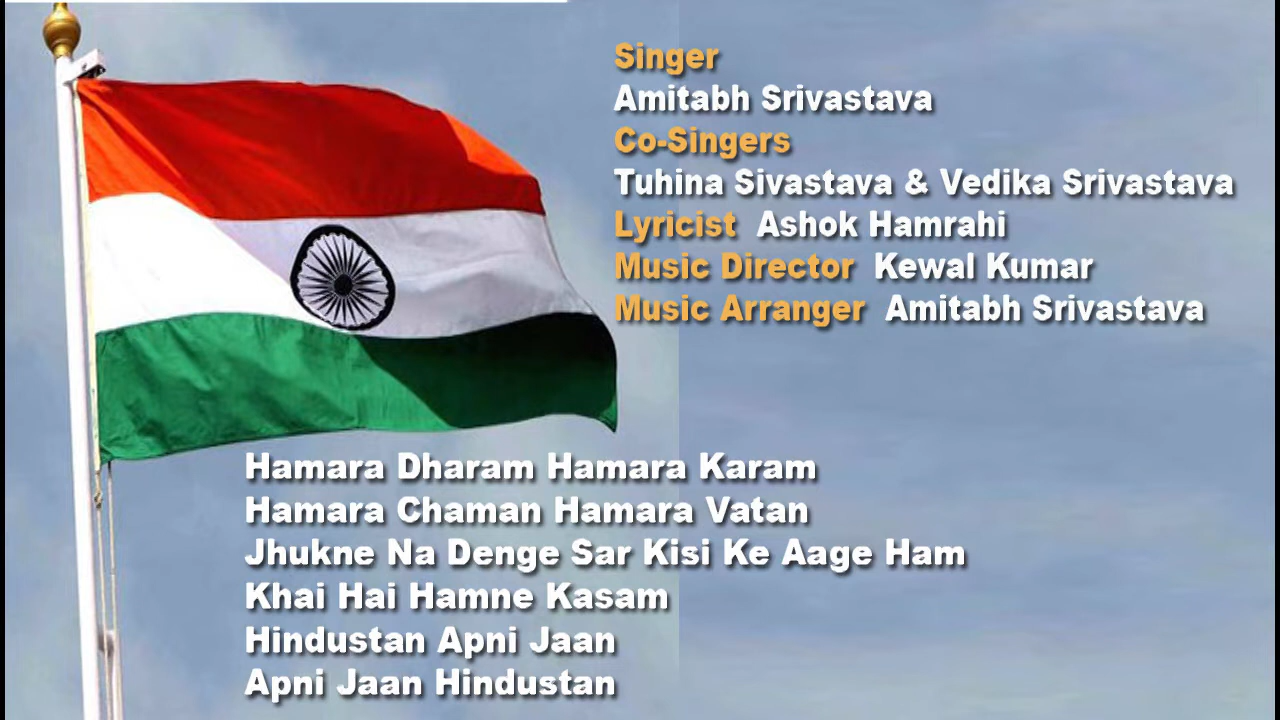 Singer
Amitabh Srivastava
Co-Singers
Tuhina Sivastava & Vedika Srivastava
Lyricist Ashok Hamrahi
Music Director Kewal Kumar
Music Arranger Amitabh Srivastava
Hamara Dharam Hamara Karam
Hamara Chaman Hamara Vatan
Jhukne Na Denge Sar Kisi Ke Aage Ham
Khai Hai Hamne Kasam
Hindustan Apni Jaan
Apni Jaan Hindustan